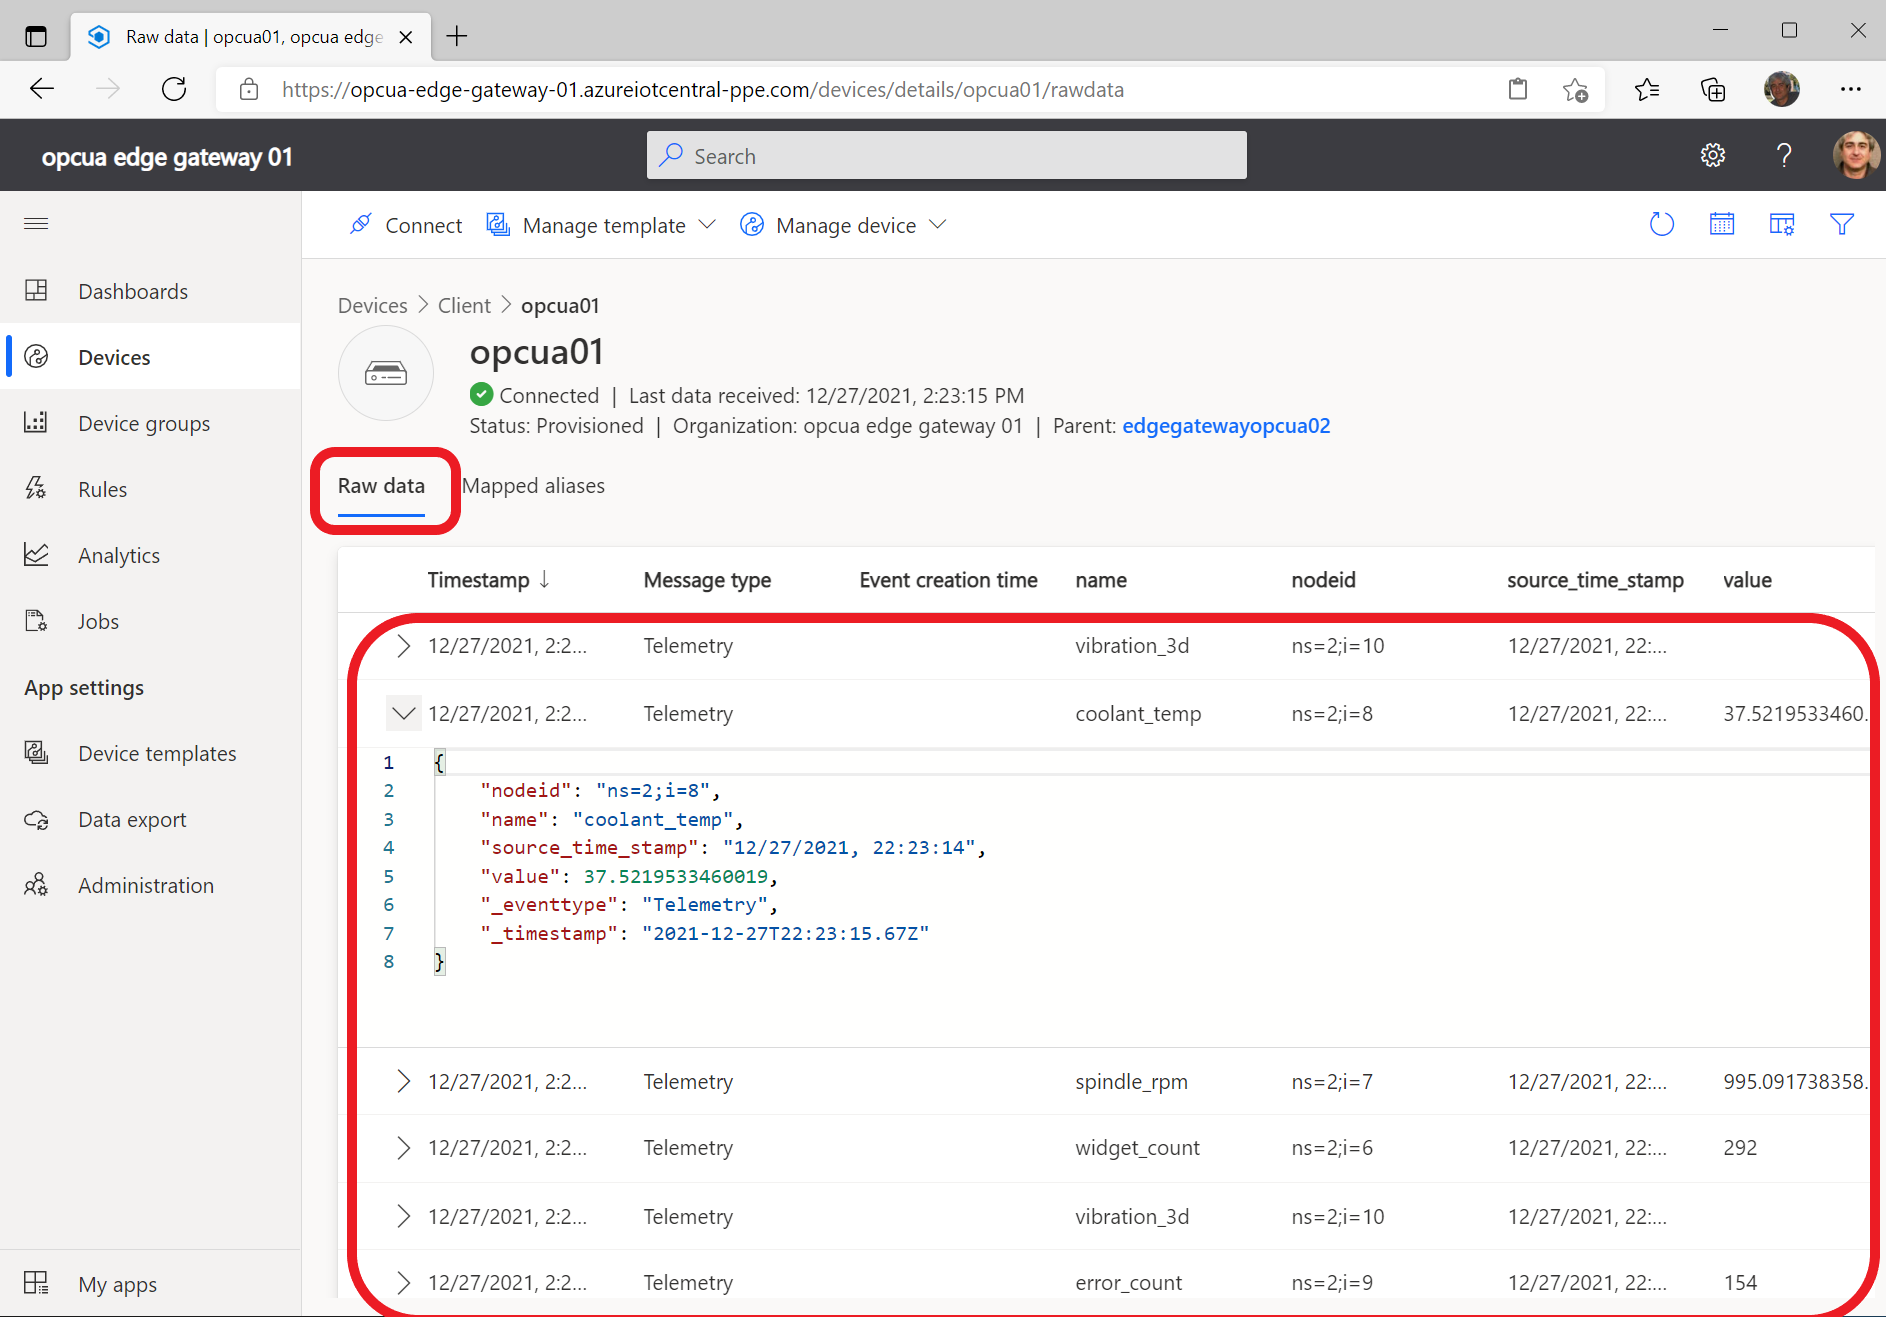 Raw data | opcua01, opcua edge
https://opcua-edge-gateway-01.azureiotcentral-ppe.com/devices/details/opcua01/rawdata
opcua edge gateway 01
Search
Connect Manage template Manage device
Dashboards
Devices
Device groups
Rules
Analytics
Jobs
App settings
Device templates
Data export
Administration
My apps
Devices > Client > opcua01
opcua01
Connected | Last data received: 12/27/2021, 2:23:15 PM
Status: Provisioned | Organization: opcua edge gateway 01 | Parent: edgegatewayopcua02
Raw data Mapped aliases
Timestamp ↓ Message type Event creation time name nodeid source_time_stamp value
12/27/2021, 2:2... Telemetry vibration_3d ns=2;i=10 12/27/2021, 22:...
12/27/2021, 2:2... Telemetry coolant_temp ns=2;i=8 12/27/2021, 22:... 37.5219533460.
1 {
2 "nodeid": "ns=2;i=8",
3 "name": "coolant_temp",
4 "source_time_stamp": "12/27/2021, 22:23:14",
5 "value": 37.5219533460019,
6 "_eventtype": "Telemetry",
7 "_timestamp": "2021-12-27T22:23:15.67Z"
8 }
12/27/2021, 2:2... Telemetry spindle_rpm ns=2;i=7 12/27/2021, 22:... 995.091738358.
12/27/2021, 2:2... Telemetry widget_count ns=2;i=6 12/27/2021, 22:... 292
12/27/2021, 2:2... Telemetry vibration_3d ns=2;i=10 12/27/2021, 22:...
12/27/2021, 2:2... Telemetry error_count ns=2;i=9 12/27/2021, 22:... 154